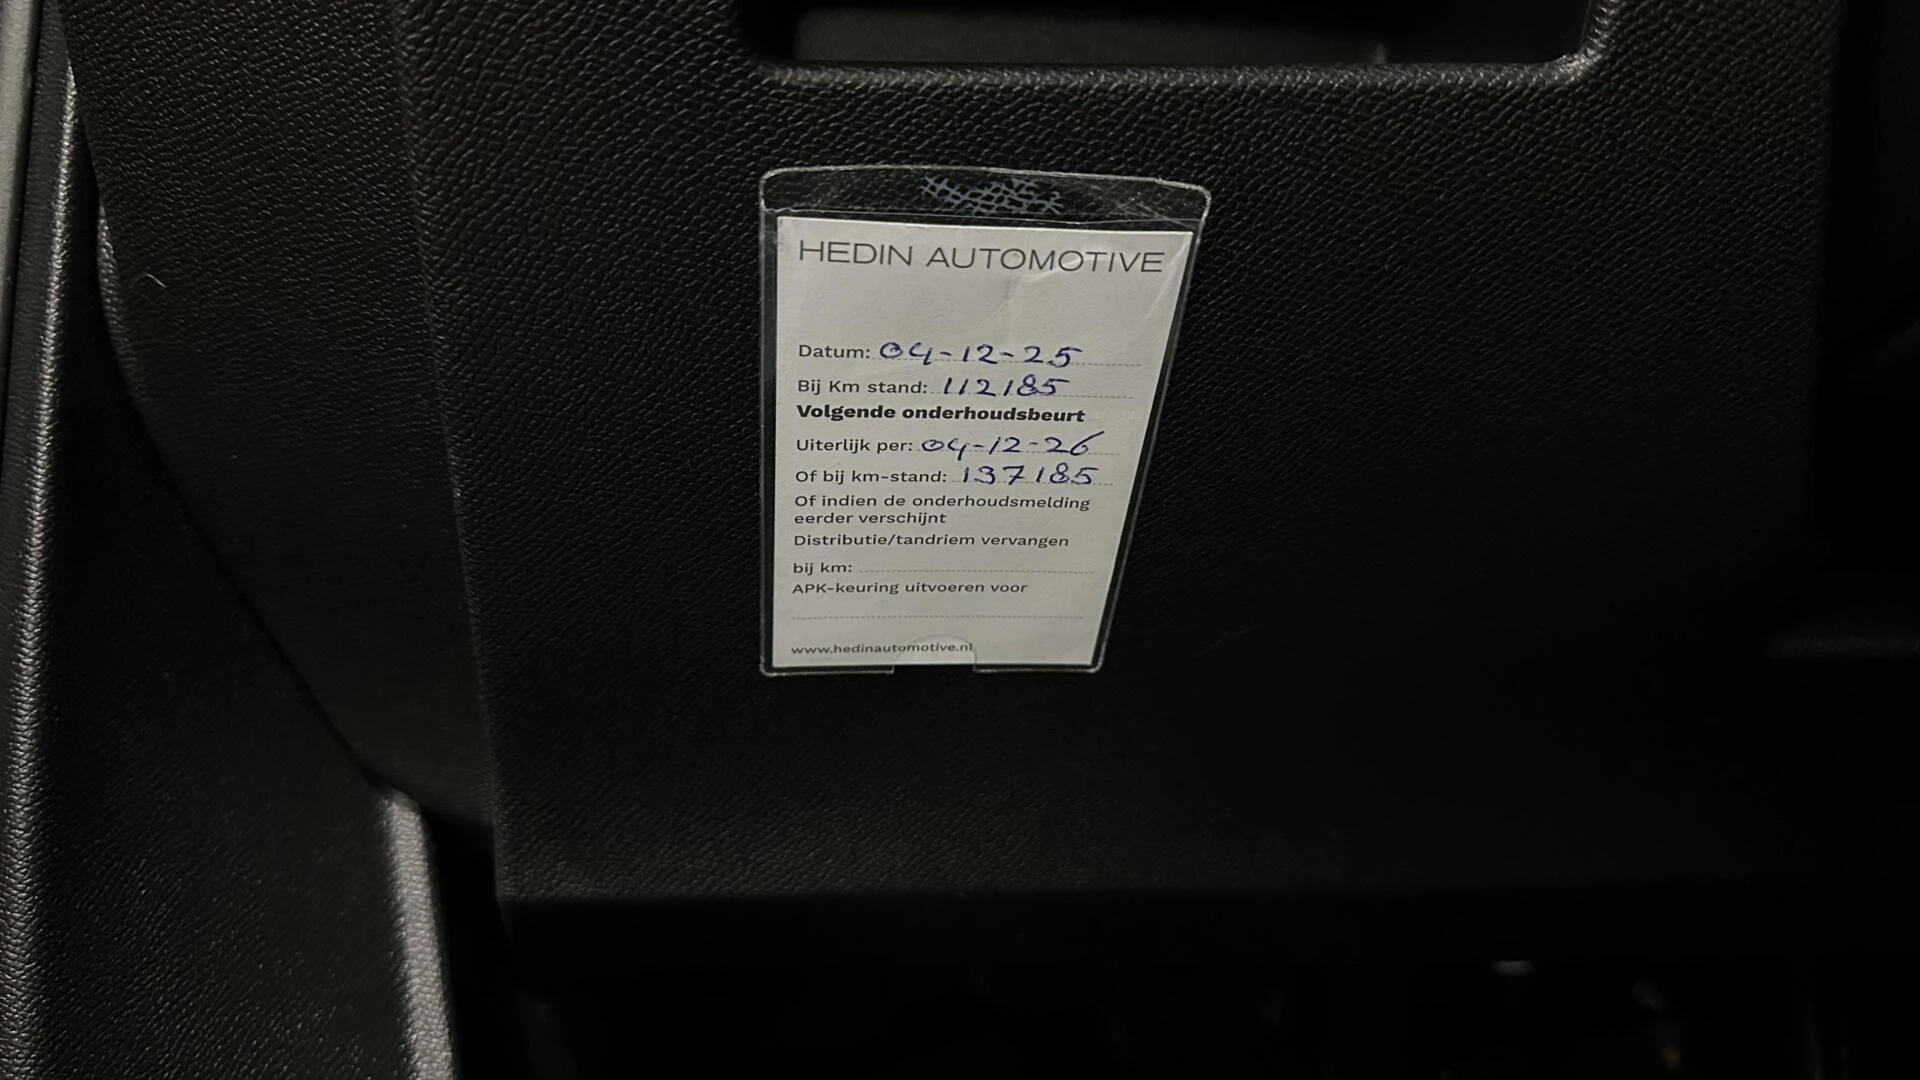 HEDIN AUTOMOTIVE
Datum: 04-12-25
Bij Km stand: 112185
Volgende onderhoudsbeurt
Uiterlijk per: 04-12-26
Of bij km-stand: 137185
Of indien de onderhoudsmelding
eerder verschijnt
Distributie/tandriem vervangen
bij km:
APK-keuring uitvoeren voor
www.hedinautomotive.nl